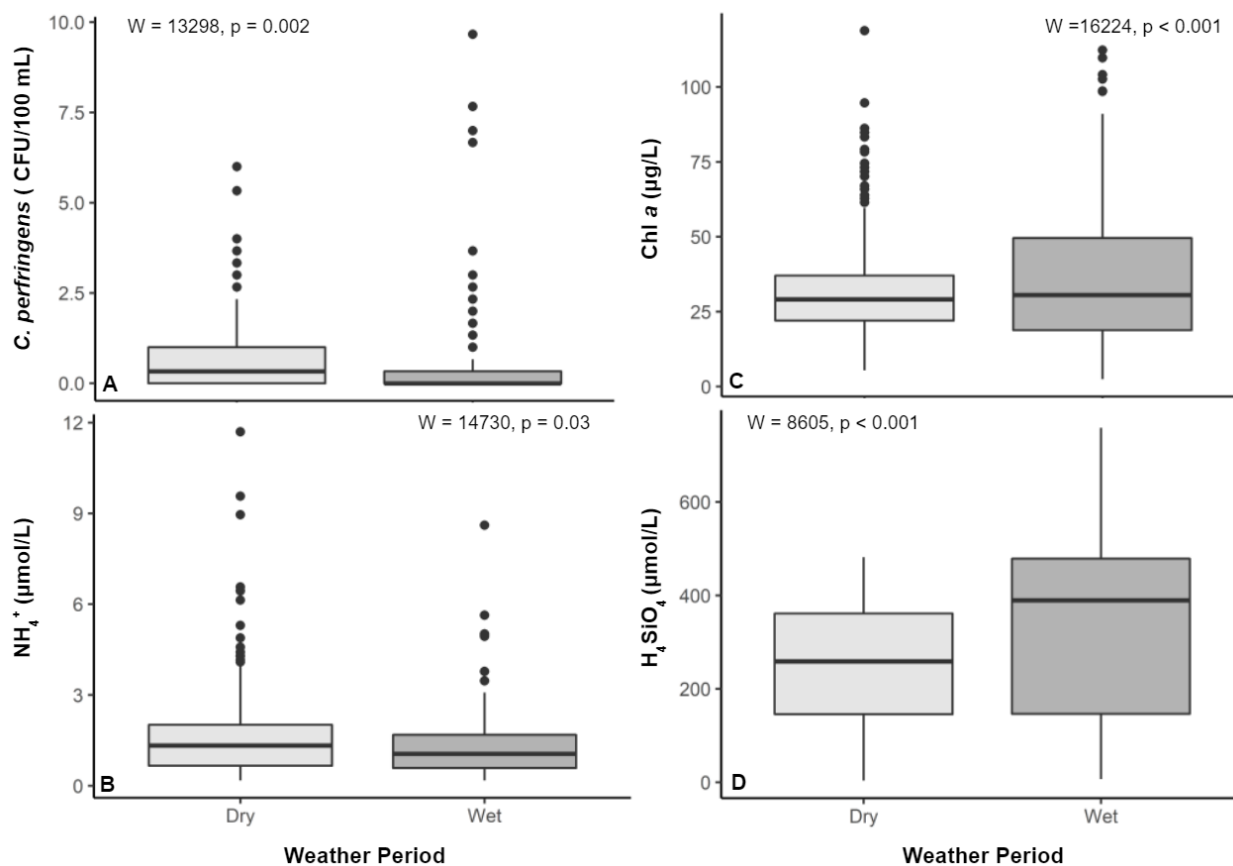 W = 13298, p = 0.002
10.0
7.5
5.0
2.5
0.0
C. perfringens ( CFU/100 mL)
A
W =16224, p < 0.001
100
75
50
25
0
Chl a (µg/L)
C
W = 14730, p = 0.03
12
9
6
3
0
NH₄⁺ (µmol/L)
B
Dry Wet
Weather Period
W = 8605, p < 0.001
600
400
200
0
H₄SiO₄ (µmol/L)
D
Dry Wet
Weather Period